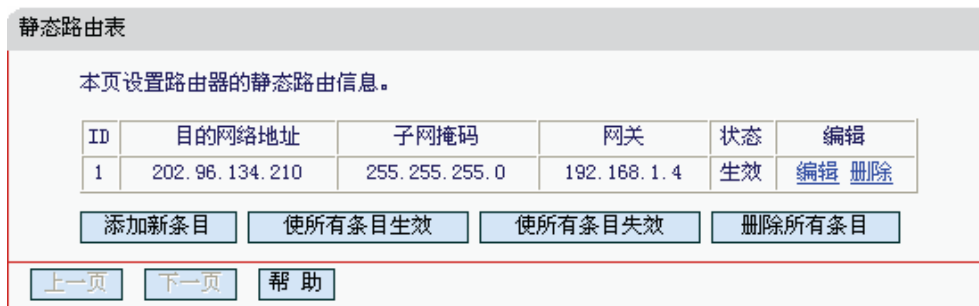 静态路由表
本页设置路由器的静态路由信息。
ID 目的网络地址 子网掩码 网关 状态 编辑
1 202.96.134.210 255.255.255.0 192.168.1.4 生效 编辑 删除
添加新条目 使所有条目生效 使所有条目失效 删除所有条目
上一页 下一页 帮 助